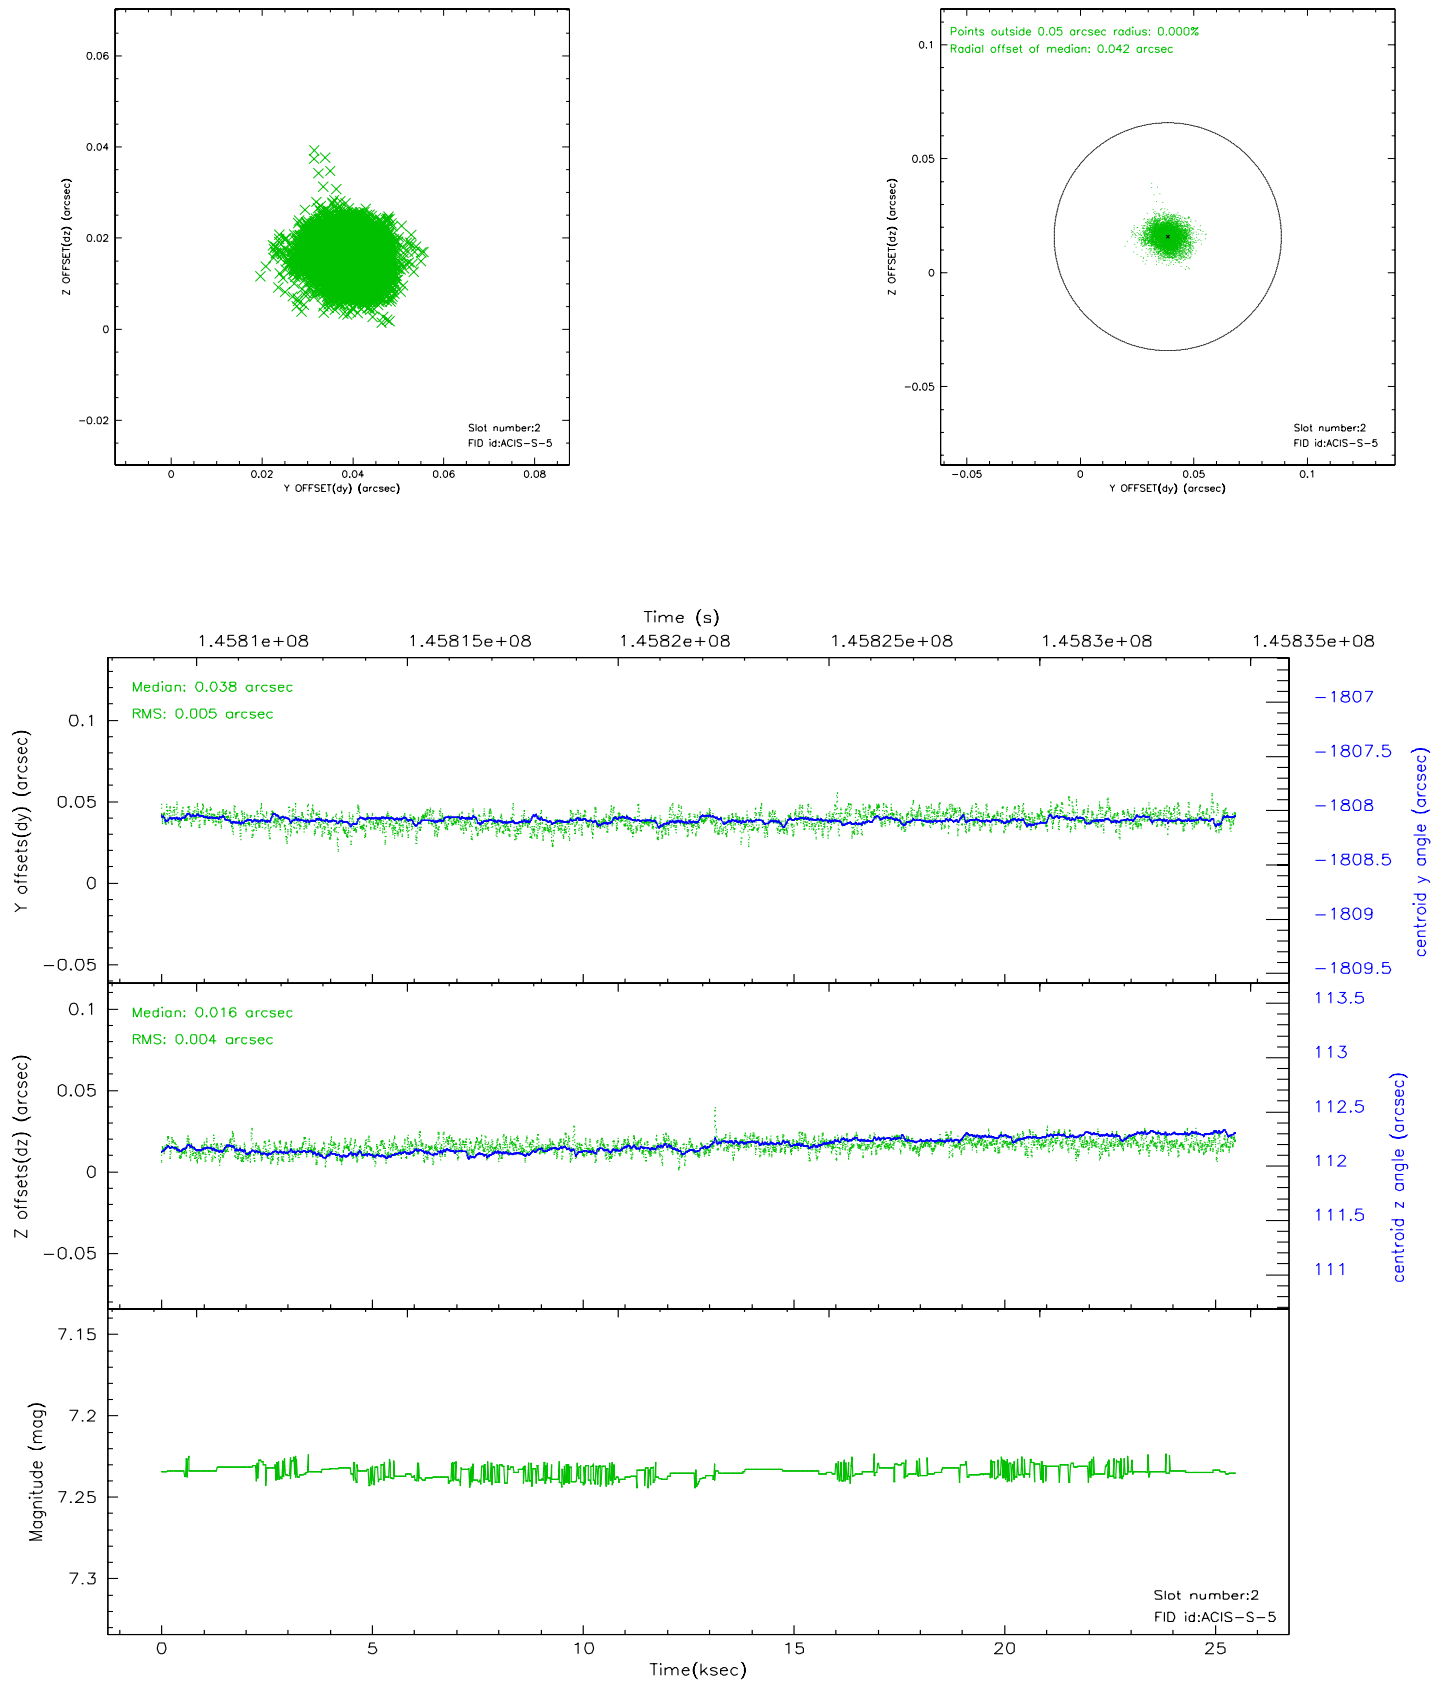 0.06
0.04
0.02
0
−0.02
Z OFFSET(dz) (arcsec)
Slot number:2
FID id:ACIS−S−5
0 0.02 0.04 0.06 0.08
Y OFFSET(dy) (arcsec)
Points outside 0.05 arcsec radius: 0.000%
Radial offset of median: 0.042 arcsec
0.1
0.05
0
−0.05
Z OFFSET(dz) (arcsec)
Slot number:2
FID id:ACIS−S−5
−0.05 0 0.05 0.1
Y OFFSET(dy) (arcsec)
Time (s)
1.4581e+08 1.45815e+08 1.4582e+08 1.45825e+08 1.4583e+08 1.45835e+08
Median: 0.038 arcsec
RMS: 0.005 arcsec
0.1
0.05
0
−0.05
Y offsets(dy) (arcsec)
−1807
−1807.5
−1808
−1808.5
−1809
−1809.5
centroid y angle (arcsec)
Median: 0.016 arcsec
RMS: 0.004 arcsec
0.1
0.05
0
−0.05
Z offsets(dz) (arcsec)
113.5
113
112.5
112
111.5
111
centroid z angle (arcsec)
7.15
7.2
7.25
7.3
Magnitude (mag)
Slot number:2
FID id:ACIS−S−5
0 5 10 15 20 25
Time(ksec)